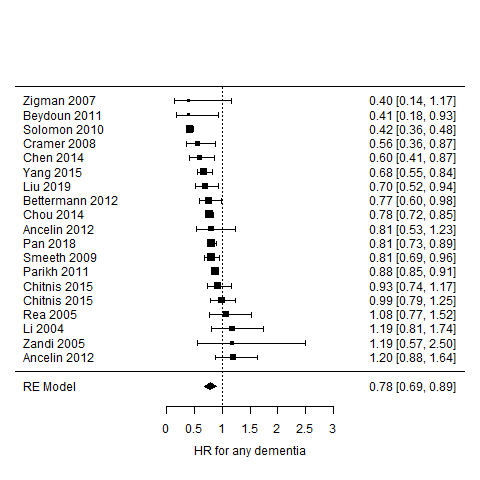 Zigman 2007 0.40 [0.14, 1.17]
Beydoun 2011 0.41 [0.18, 0.93]
Solomon 2010 0.42 [0.36, 0.48]
Cramer 2008 0.56 [0.36, 0.87]
Chen 2014 0.60 [0.41, 0.87]
Yang 2015 0.68 [0.55, 0.84]
Liu 2019 0.70 [0.52, 0.94]
Bettermann 2012 0.77 [0.60, 0.98]
Chou 2014 0.78 [0.72, 0.85]
Ancelin 2012 0.81 [0.53, 1.23]
Pan 2018 0.81 [0.73, 0.89]
Smeeth 2009 0.81 [0.69, 0.96]
Parikh 2011 0.88 [0.85, 0.91]
Chitnis 2015 0.93 [0.74, 1.17]
Chitnis 2015 0.99 [0.79, 1.25]
Rea 2005 1.08 [0.77, 1.52]
Li 2004 1.19 [0.81, 1.74]
Zandi 2005 1.19 [0.57, 2.50]
Ancelin 2012 1.20 [0.88, 1.64]
RE Model 0.78 [0.69, 0.89]
0 0.5 1 1.5 2 2.5 3
HR for any dementia